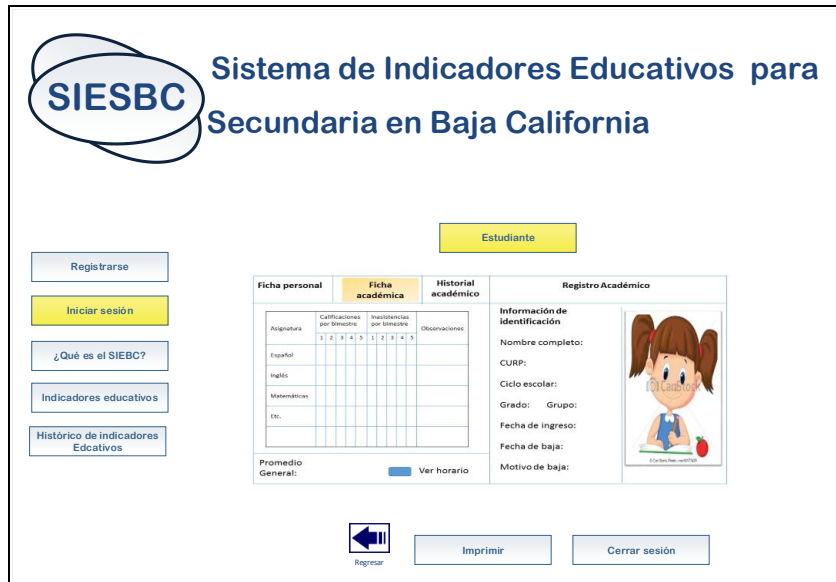 SIESBC
Sistema de Indicadores Educativos para
Secundaria en Baja California
Estudiante
Registrarse
Iniciar sesión
¿Qué es el SIEBC?
Indicadores educativos
Histórico de indicadores
Edcativos
Ficha personal
Ficha
académica
Historial
académico
Registro Académico
Asignatura
Calificaciones
por bimestre
Inasistencias
por bimestre
Observaciones
1 2 3 4 5 1 2 3 4 5
Español
Inglés
Matemáticas
Etc.
Promedio
General:
Ver horario
Información de
identificación
Nombre completo:
CURP:
Ciclo escolar:
Grado: Grupo:
Fecha de ingreso:
Fecha de baja:
Motivo de baja:
(c) CanStock
Regresar
Imprimir
Cerrar sesión